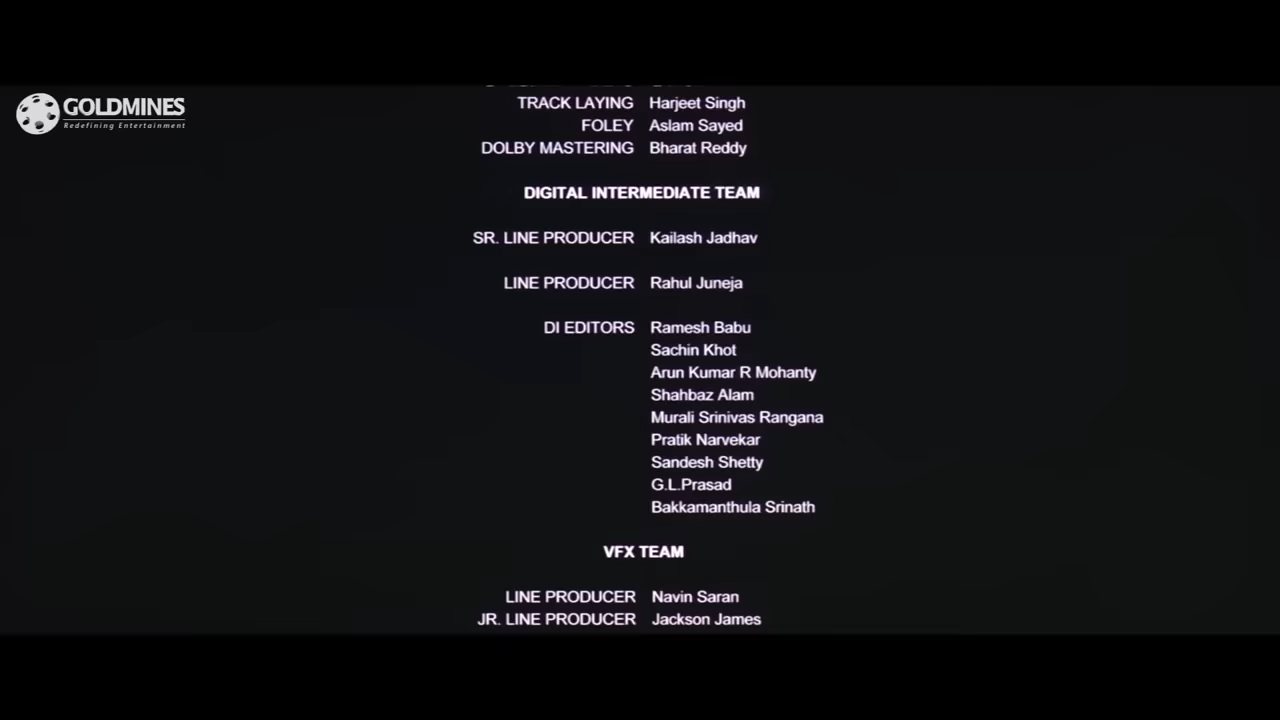 GOLDMINES
Redefining Entertainment
TRACK LAYING Harjeet Singh
FOLEY Aslam Sayed
DOLBY MASTERING Bharat Reddy
DIGITAL INTERMEDIATE TEAM
SR. LINE PRODUCER Kailash Jadhav
LINE PRODUCER Rahul Juneja
DI EDITORS Ramesh Babu
Sachin Khot
Arun Kumar R Mohanty
Shahbaz Alam
Murali Srinivas Rangana
Pratik Narvekar
Sandesh Shetty
G.L.Prasad
Bakkamanthula Srinath
VFX TEAM
LINE PRODUCER Navin Saran
JR. LINE PRODUCER Jackson James